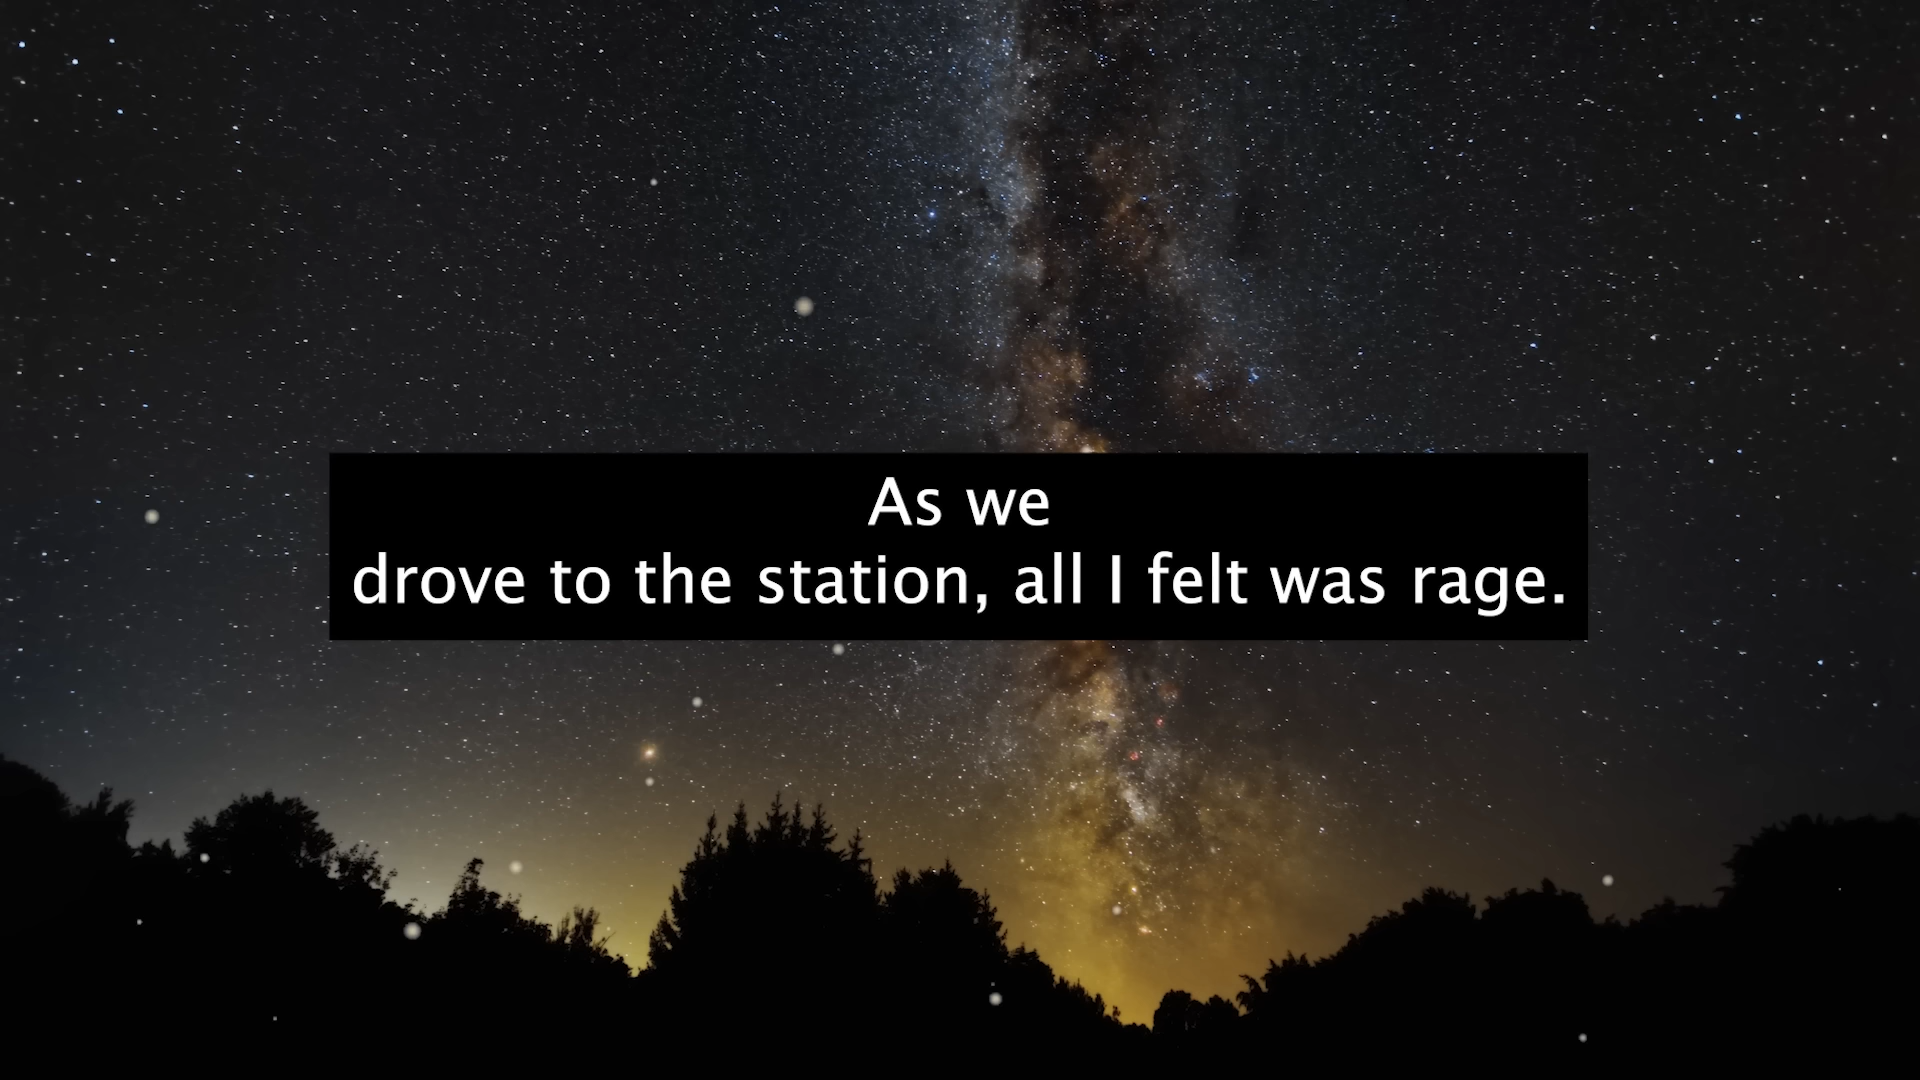 As we
drove to the station, all I felt was rage.